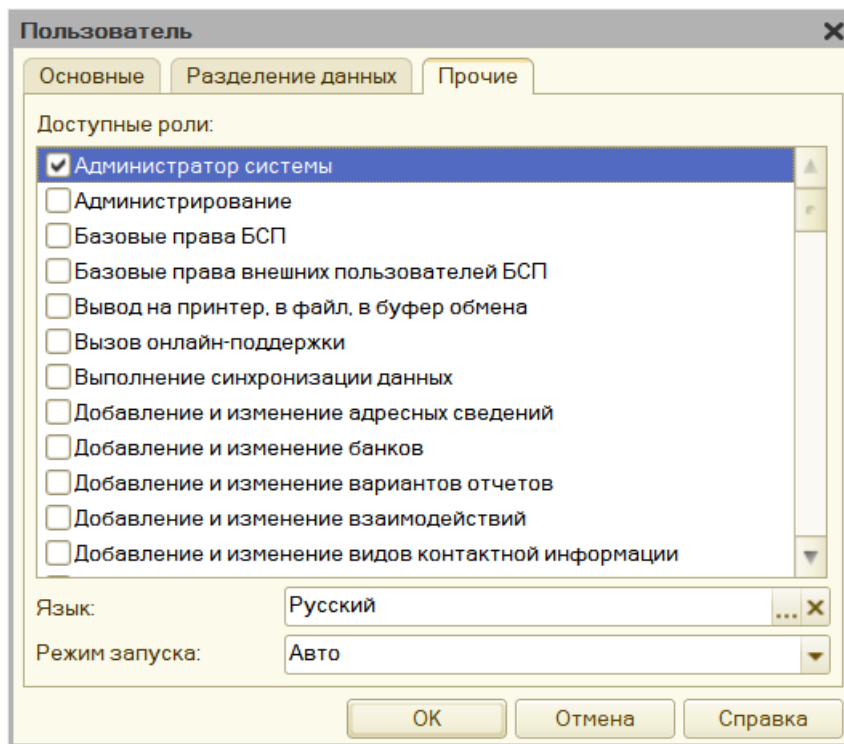 Пользователь
Основные
Разделение данных
Прочие
Доступные роли:
Администратор системы
Администрирование
Базовые права БСП
Базовые права внешних пользователей БСП
Вывод на принтер, в файл, в буфер обмена
Вызов онлайн-поддержки
Выполнение синхронизации данных
Добавление и изменение адресных сведений
Добавление и изменение банков
Добавление и изменение вариантов отчетов
Добавление и изменение взаимодействий
Добавление и изменение видов контактной информации
Язык:
Русский
...
Режим запуска:
Авто
ОК
Отмена
Справка